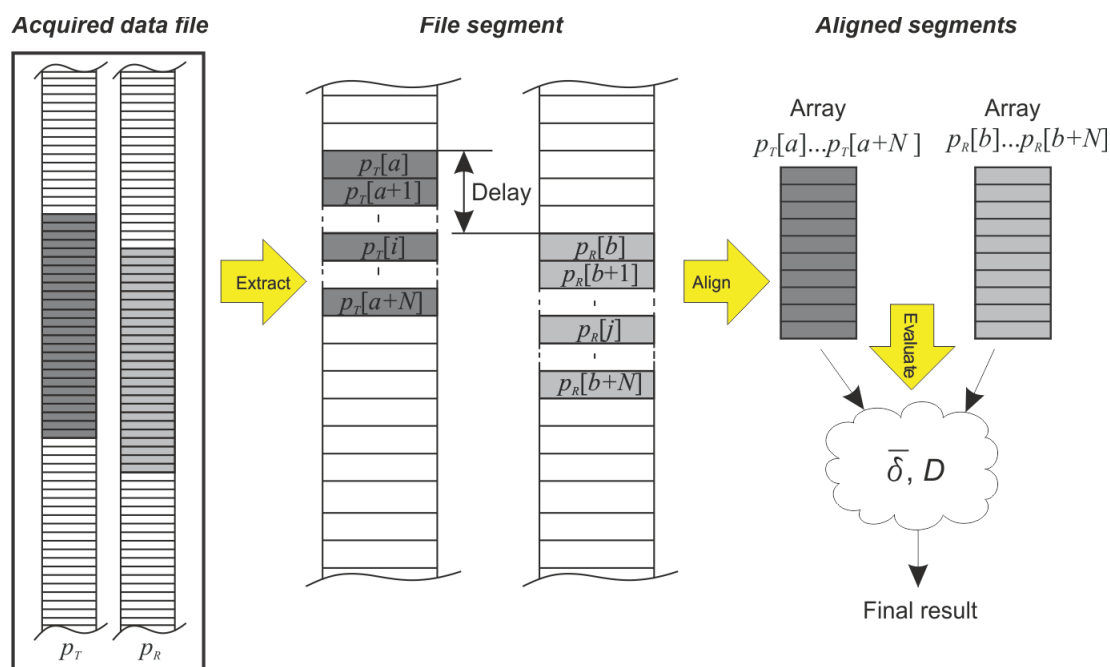 Acquired data file
p_T
p_R
Extract
File segment
p_T[a]
p_T[a+1]
p_T[i]
p_T[a+N]
Delay
p_R[b]
p_R[b+1]
p_R[j]
p_R[b+N]
Align
Aligned segments
Array
p_T[a]...p_T[a+N ]
Array
p_R[b]...p_R[b+N]
Evaluate
δ̅, D
Final result